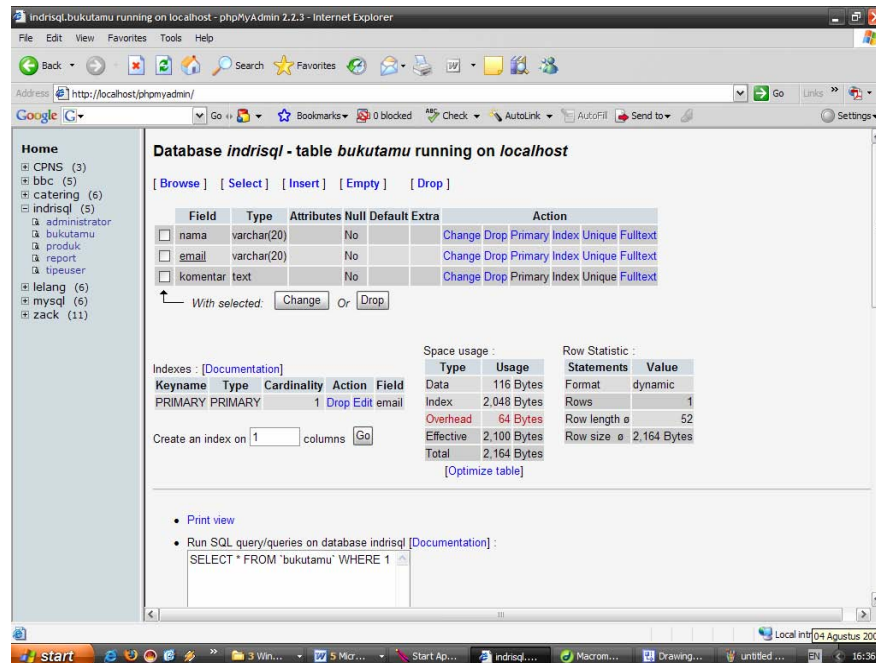 indrisql.bukutamu running on localhost - phpMyAdmin 2.2.3 - Internet Explorer
File Edit View Favorites Tools Help
Back Search Favorites
Address http://localhost/phpmyadmin/ Go Links »
Google G Go Bookmarks 0 blocked ABC Check AutoLink AutoFill Send to Settings
Home
CPNS (3)
bbc (5)
catering (6)
indrisql (5)
administrator
bukutamu
produk
report
tipeuser
lelang (6)
mysql (6)
zack (11)
Database indrisql - table bukutamu running on localhost
[ Browse ] [ Select ] [ Insert ] [ Empty ] [ Drop ]
Field Type Attributes Null Default Extra Action
nama varchar(20) No Change Drop Primary Index Unique Fulltext
email varchar(20) No Change Drop Primary Index Unique Fulltext
komentar text No Change Drop Primary Index Unique Fulltext
With selected: Change Or Drop
Indexes : [Documentation]
Keyname Type Cardinality Action Field
PRIMARY PRIMARY 1 Drop Edit email
Create an index on 1 columns Go
Space usage :
Type Usage
Data 116 Bytes
Index 2,048 Bytes
Overhead 64 Bytes
Effective 2,100 Bytes
Total 2,164 Bytes
[Optimize table]
Row Statistic :
Statements Value
Format dynamic
Rows 1
Row length ø 52
Row size ø 2,164 Bytes
Print view
Run SQL query/queries on database indrisql [Documentation] :
SELECT * FROM `bukutamu` WHERE 1
Local intr
04 Agustus 200
start » 3 Win... 5 Micr... Start Ap... indrisql.... Macrom... Drawing... untitled ... EN 16:36